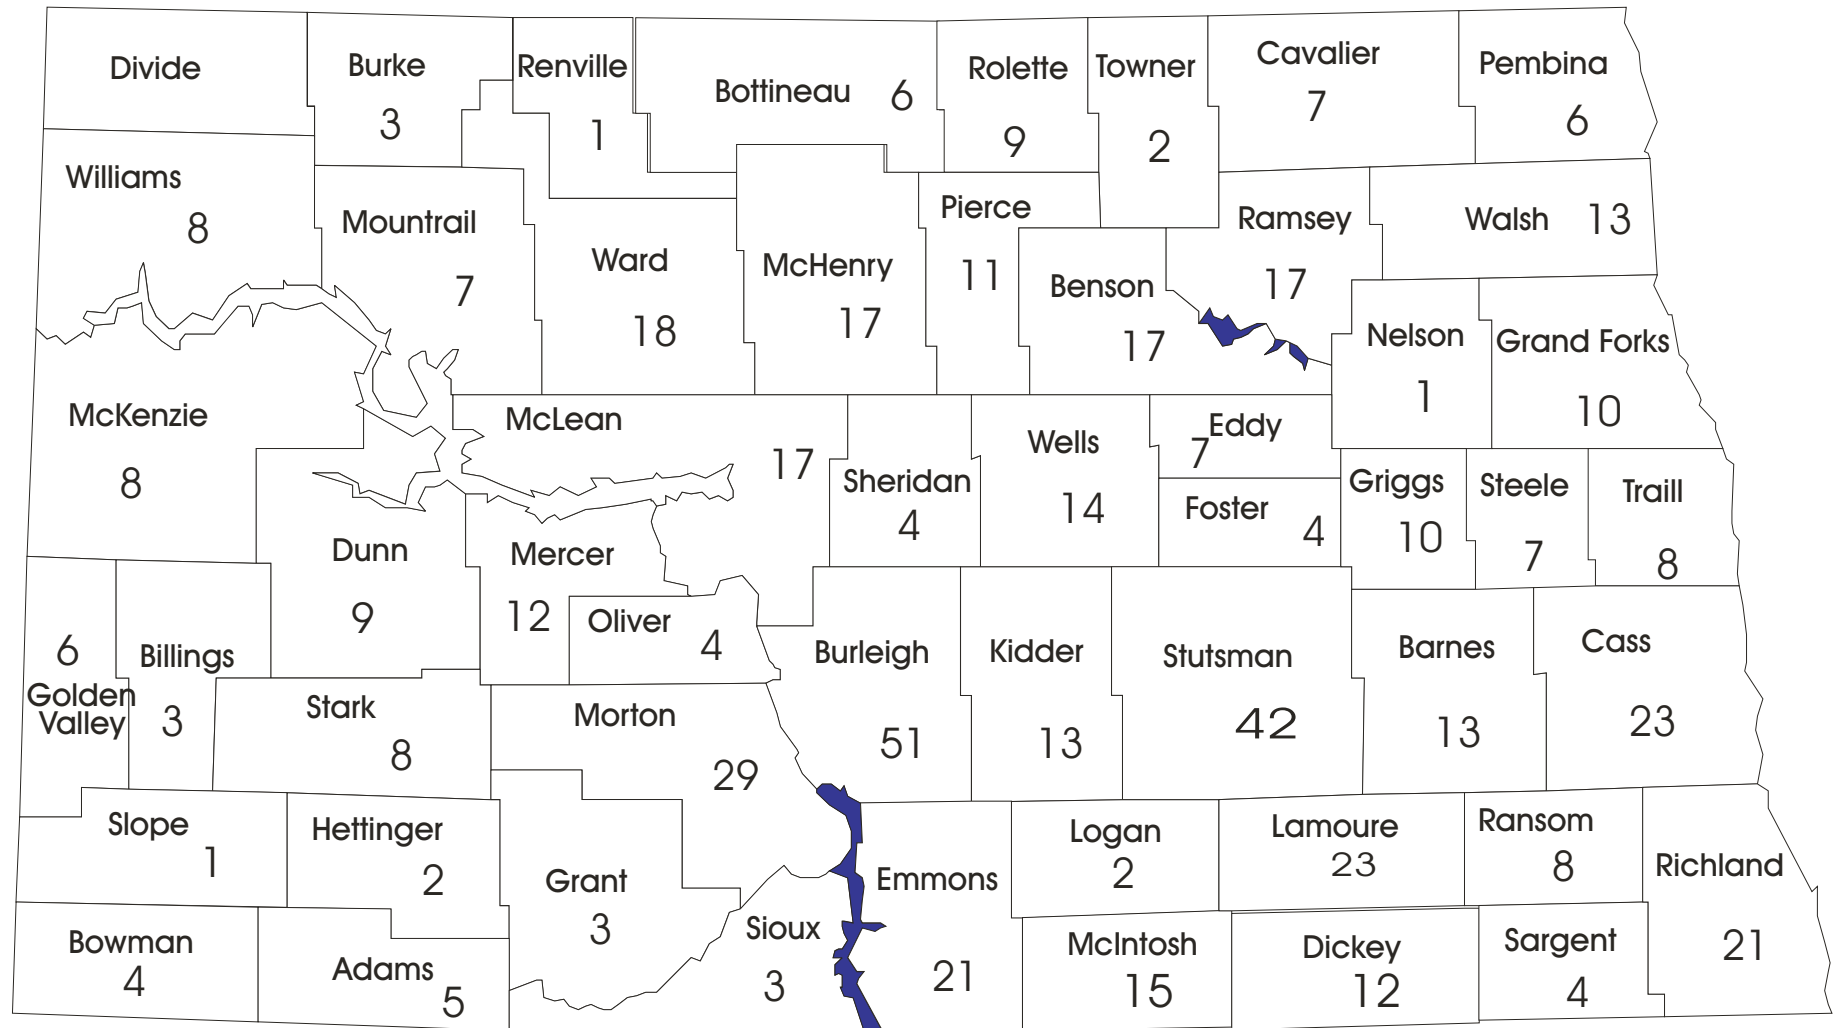 Divide
Burke
3
Renville
1
Bottineau 6
Rolette
9
Towner
2
Cavalier
7
Pembina
6
Williams
8
Mountrail
7
Ward
18
McHenry
17
Pierce
11
Benson
17
Ramsey
17
Walsh 13
Nelson
1
Grand Forks
10
McKenzie
8
McLean
17
Sheridan
4
Wells
14
Eddy
7
Foster
4
Griggs
10
Steele
7
Traill
8
Dunn
9
Mercer
12
Oliver
4
6
Golden
Valley
Billings
3
Stark
8
Morton
29
Burleigh
51
Kidder
13
Stutsman
42
Barnes
13
Cass
23
Slope
1
Hettinger
2
Grant
3
Sioux
3
Emmons
21
Logan
2
Lamoure
23
Ransom
8
Richland
21
Bowman
4
Adams
5
McIntosh
15
Dickey
12
Sargent
4